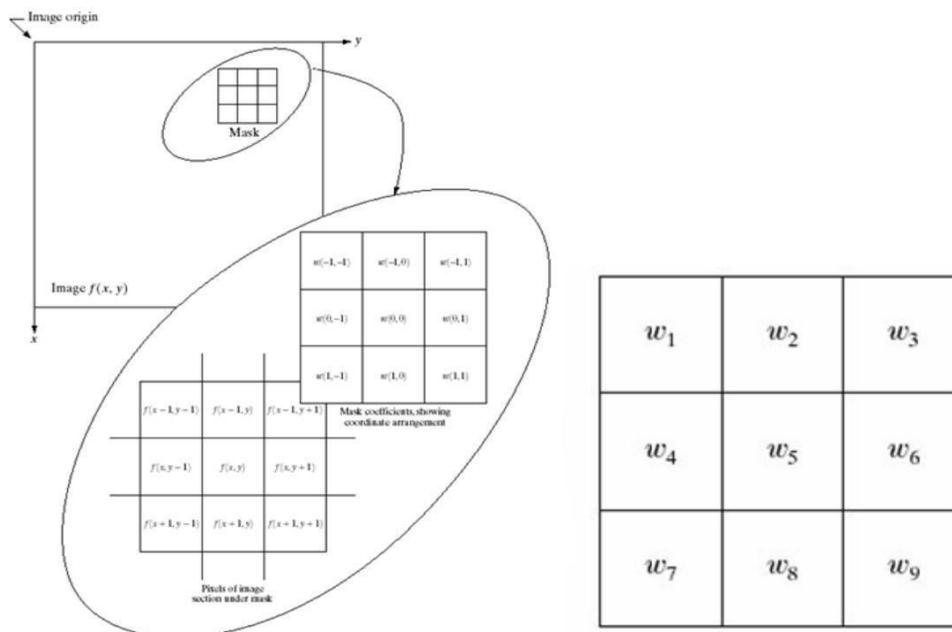 Image origin
y
Mask
Image f(x, y)
x
w(−1,−1) w(−1,0) w(−1,1)
w(0,−1) w(0,0) w(0,1)
w(1,−1) w(1,0) w(1,1)
Mask coefficients, showing
coordinate arrangement
f(x−1, y−1) f(x−1, y) f(x−1, y+1)
f(x, y−1) f(x, y) f(x, y+1)
f(x+1, y−1) f(x+1, y) f(x+1, y+1)
Pixels of image
section under mask
w₁ w₂ w₃
w₄ w₅ w₆
w₇ w₈ w₉